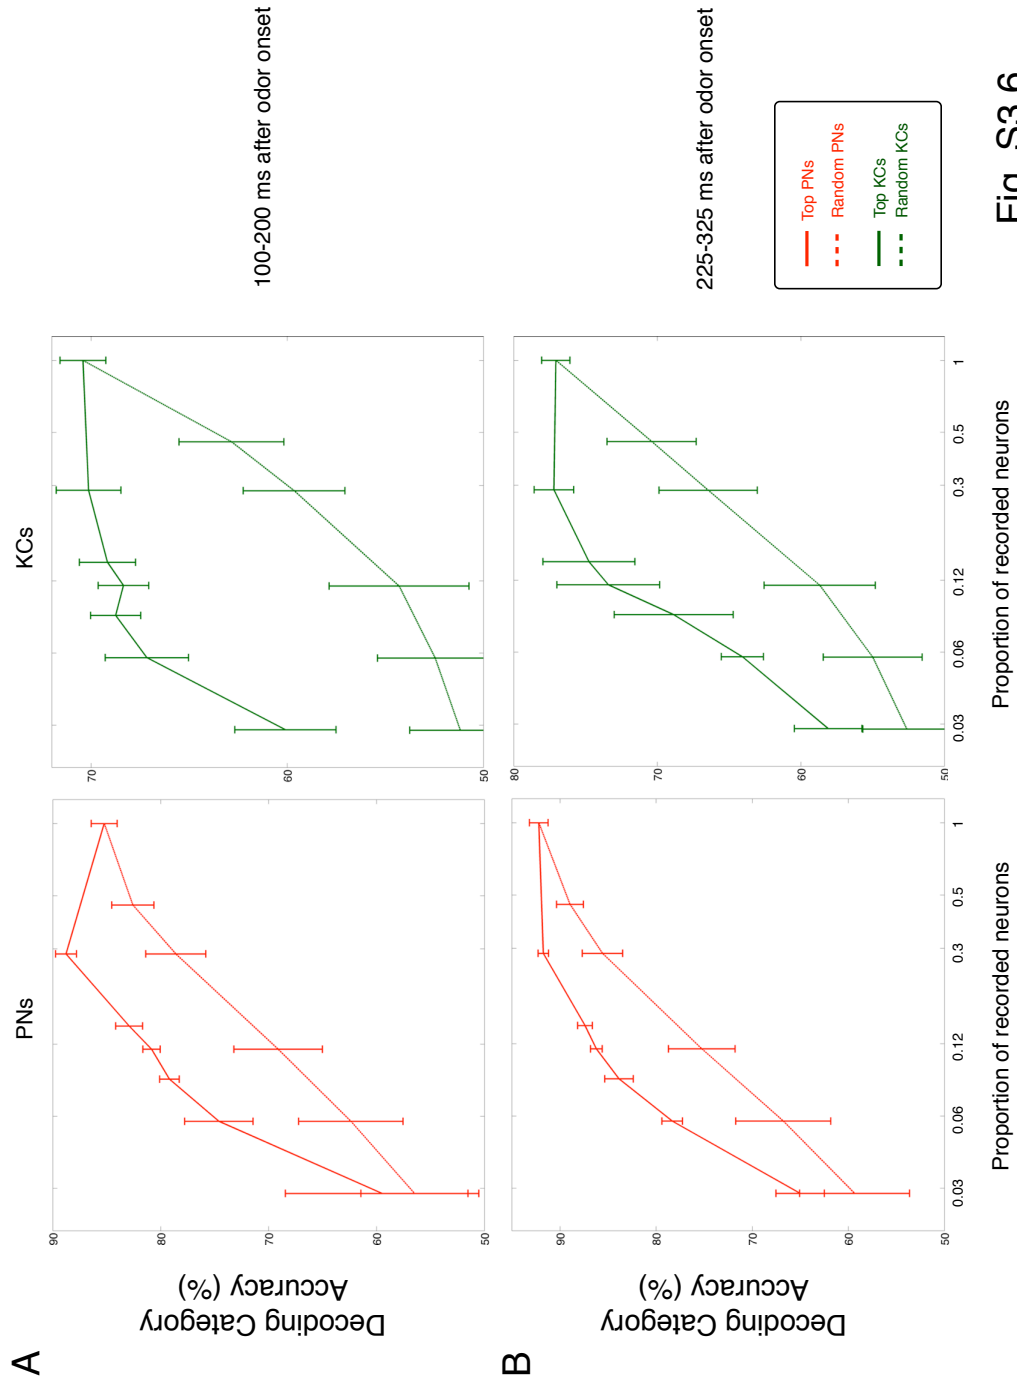 A
PNs
KCs
100-200 ms after odor onset
Decoding Category
Accuracy (%)
90
80
70
60
50
70
60
50
B
225-325 ms after odor onset
Decoding Category
Accuracy (%)
90
80
70
60
50
80
70
60
50
0.03
0.06
0.12
0.3
0.5
1
0.03
0.06
0.12
0.3
0.5
1
Proportion of recorded neurons
Proportion of recorded neurons
Top PNs
Random PNs
Top KCs
Random KCs
Fig. S3.6